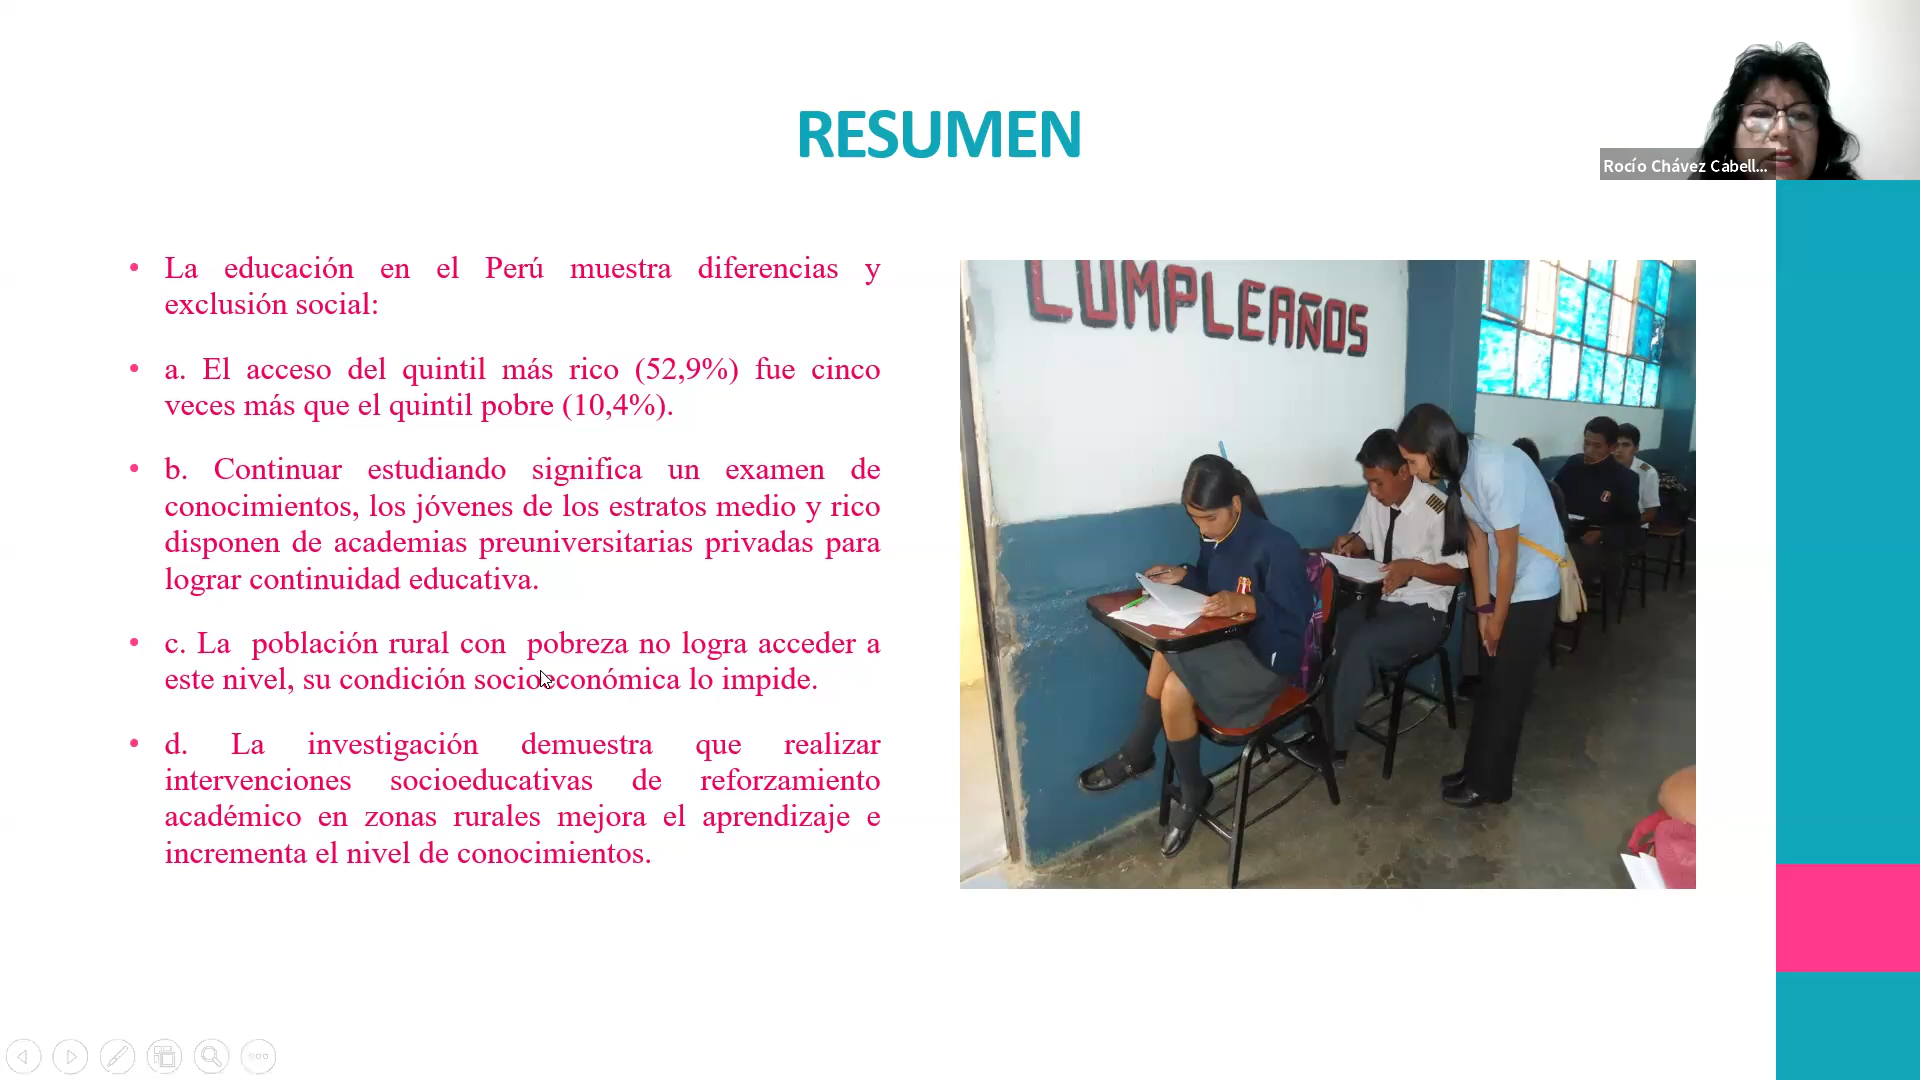 RESUMEN
Rocío Chávez Cabell...
• La educación en el Perú muestra diferencias y
exclusión social:
• a. El acceso del quintil más rico (52,9%) fue cinco
veces más que el quintil pobre (10,4%).
• b. Continuar estudiando significa un examen de
conocimientos, los jóvenes de los estratos medio y rico
disponen de academias preuniversitarias privadas para
lograr continuidad educativa.
• c. La población rural con pobreza no logra acceder a
este nivel, su condición socioeconómica lo impide.
• d. La investigación demuestra que realizar
intervenciones socioeducativas de reforzamiento
académico en zonas rurales mejora el aprendizaje e
incrementa el nivel de conocimientos.
CUMPLEAÑOS